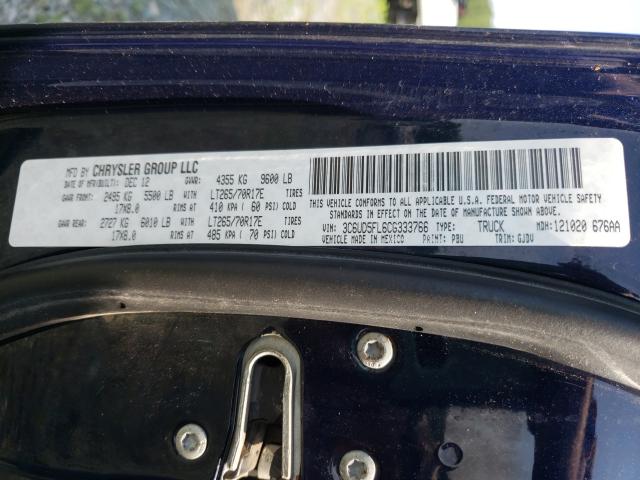 MFD BY CHRYSLER GROUP LLC
DATE OF MFR(BUILT): DEC 12 GVWR: 4355 KG 9600 LB
GAWR FRONT: 2495 KG 5500 LB WITH LT265/70R17E TIRES
17X8.0 RIMS AT 410 KPA ( 60 PSI) COLD
GAWR REAR: 2727 KG 6010 LB WITH LT265/70R17E TIRES
17X8.0 RIMS AT 485 KPA ( 70 PSI) COLD
THIS VEHICLE CONFORMS TO ALL APPLICABLE U.S.A. FEDERAL MOTOR VEHICLE SAFETY
STANDARDS IN EFFECT ON THE DATE OF MANUFACTURE SHOWN ABOVE
VIN: 3C6UD5FL6CG333766 TYPE: TRUCK MDH: 121020 676AA
VEHICLE MADE IN MEXICO PAINT: PBU TRIM: GJDV